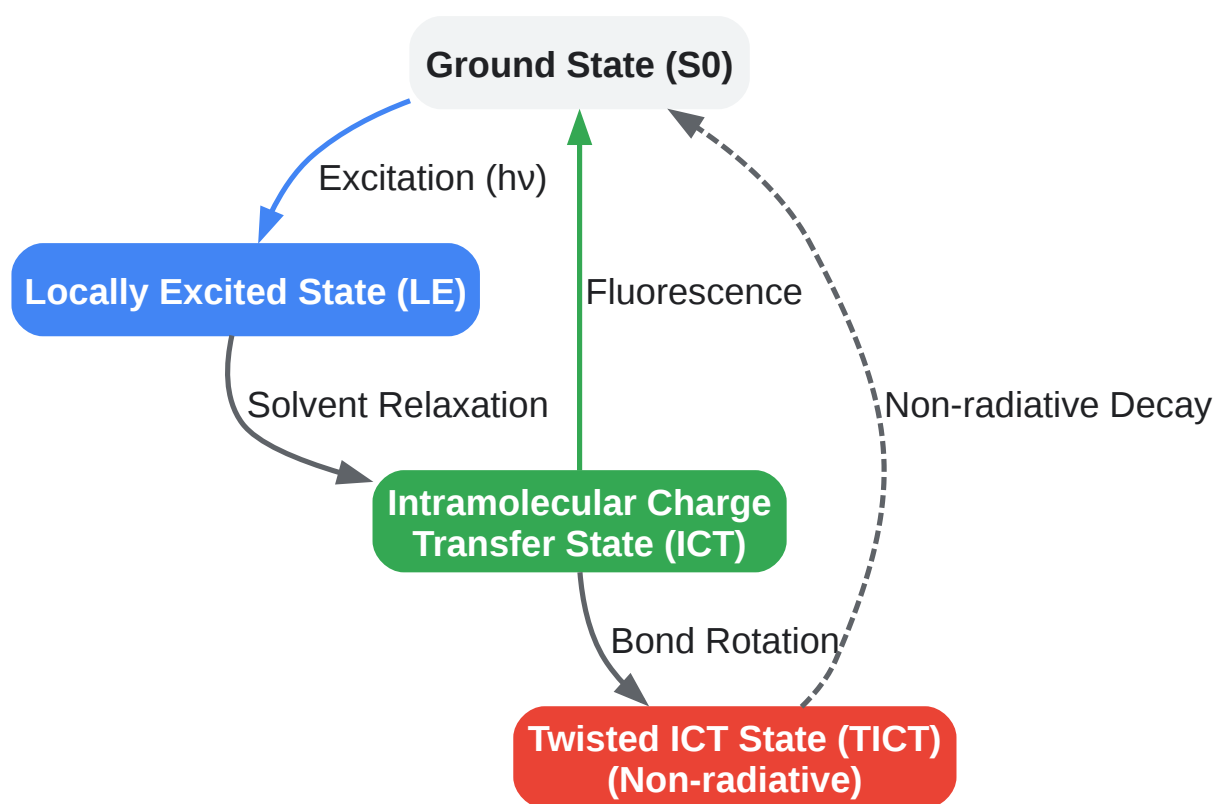 Ground State (S0)
Excitation (hν)
Locally Excited State (LE)
Fluorescence
Solvent Relaxation
Non-radiative Decay
Intramolecular Charge
Transfer State (ICT)
Bond Rotation
Twisted ICT State (TICT)
(Non-radiative)